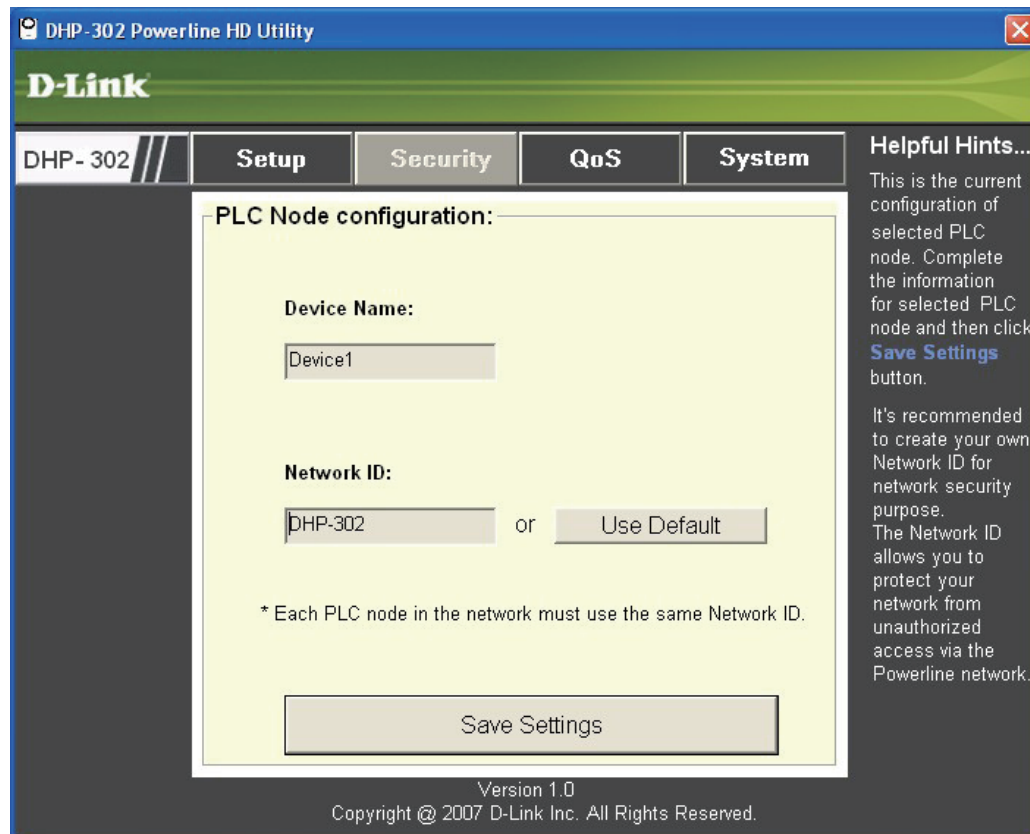 DHP-302 Powerline HD Utility
D-Link
DHP- 302
Setup
Security
QoS
System
PLC Node configuration:
Device Name:
Device1
Network ID:
DHP-302
or
Use Default
* Each PLC node in the network must use the same Network ID.
Save Settings
Helpful Hints...
This is the current
configuration of
selected PLC
node. Complete
the information
for selected PLC
node and then click
Save Settings
button.
It's recommended
to create your own
Network ID for
network security
purpose.
The Network ID
allows you to
protect your
network from
unauthorized
access via the
Powerline network.
Version 1.0
Copyright @ 2007 D-Link Inc. All Rights Reserved.